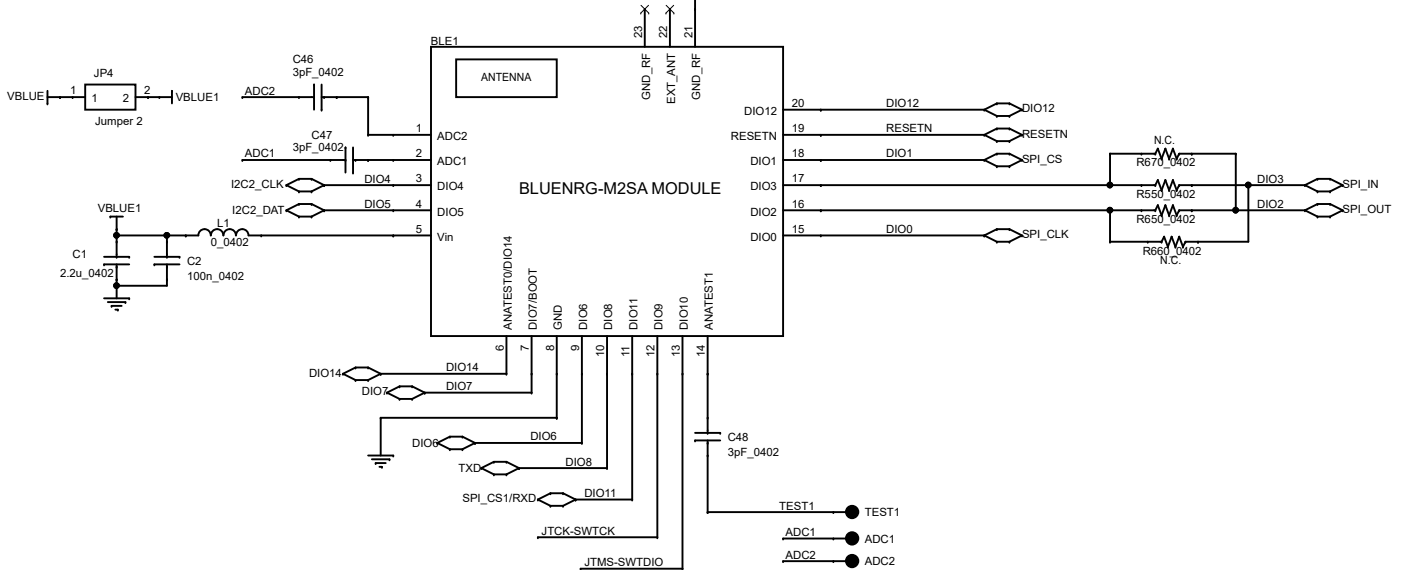 23
22
21
BLE1
GND_RF
EXT_ANT
GND_RF
ANTENNA
C46
3pF_0402
JP4
VBLUE
1
1
2
2
VBLUE1
Jumper 2
ADC2
1
ADC2
C47
3pF_0402
ADC1
2
ADC1
I2C2_CLK
DIO4
3
DIO4
I2C2_DAT
DIO5
4
DIO5
VBLUE1
L1
0_0402
5
Vin
C1
2.2u_0402
C2
100n_0402
BLUENRG-M2SA MODULE
DIO12
20
DIO12
DIO12
RESETN
19
RESETN
RESETN
DIO1
18
DIO1
SPI_CS
DIO3
17
DIO2
16
DIO0
15
DIO0
SPI_CLK
N.C.
R670_0402
R550_0402
R650_0402
R660_0402
N.C.
DIO3
SPI_IN
DIO2
SPI_OUT
ANATEST0/DIO14
DIO7/BOOT
GND
DIO6
DIO8
DIO11
DIO9
DIO10
ANATEST1
6
7
8
9
10
11
12
13
14
DIO14
DIO14
DIO7
DIO7
DIO6
DIO6
TXD
DIO8
SPI_CS1/RXD
DIO11
JTCK-SWTCK
JTMS-SWTDIO
C48
3pF_0402
TEST1
TEST1
ADC1
ADC1
ADC2
ADC2